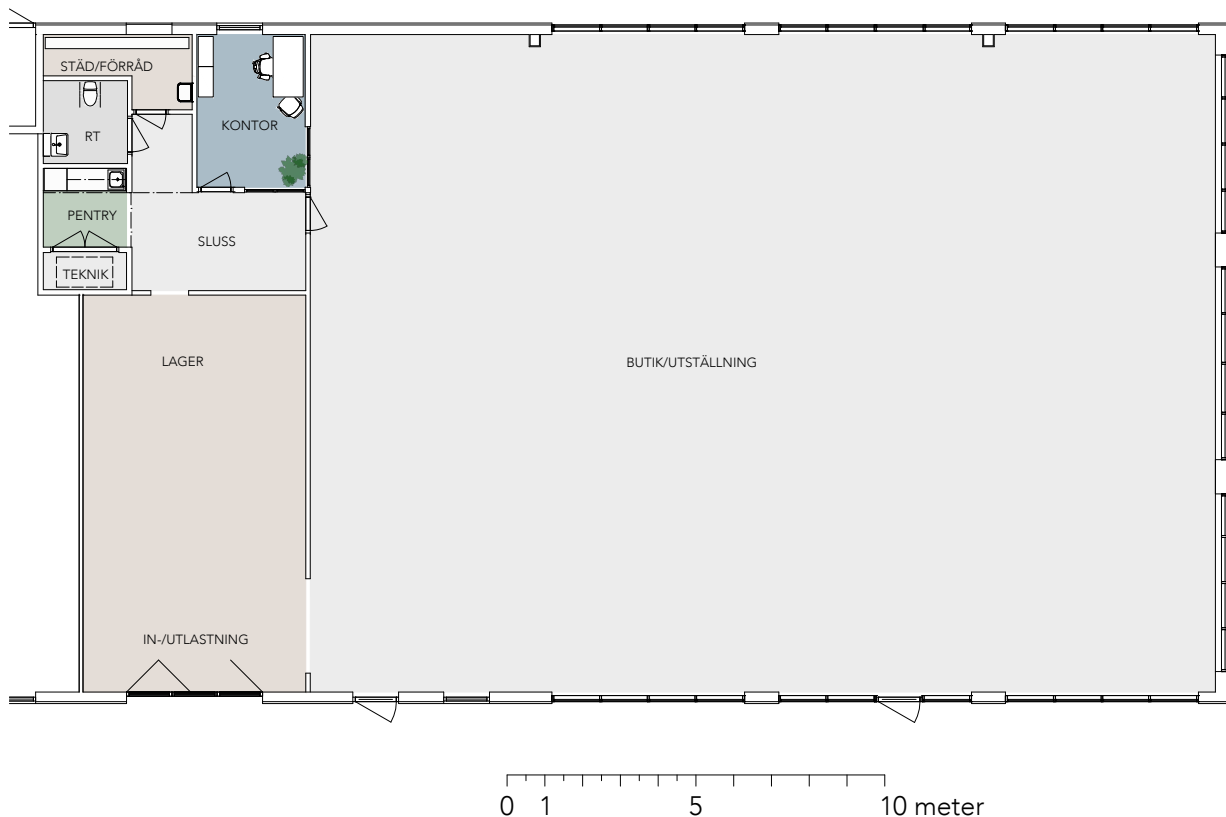 STÄD/FÖRRÅD
RT
KONTOR
PENTRY
SLUSS
TEKNIK
LAGER
BUTIK/UTSTÄLLNING
IN-/UTLASTNING
0 1 5 10 meter